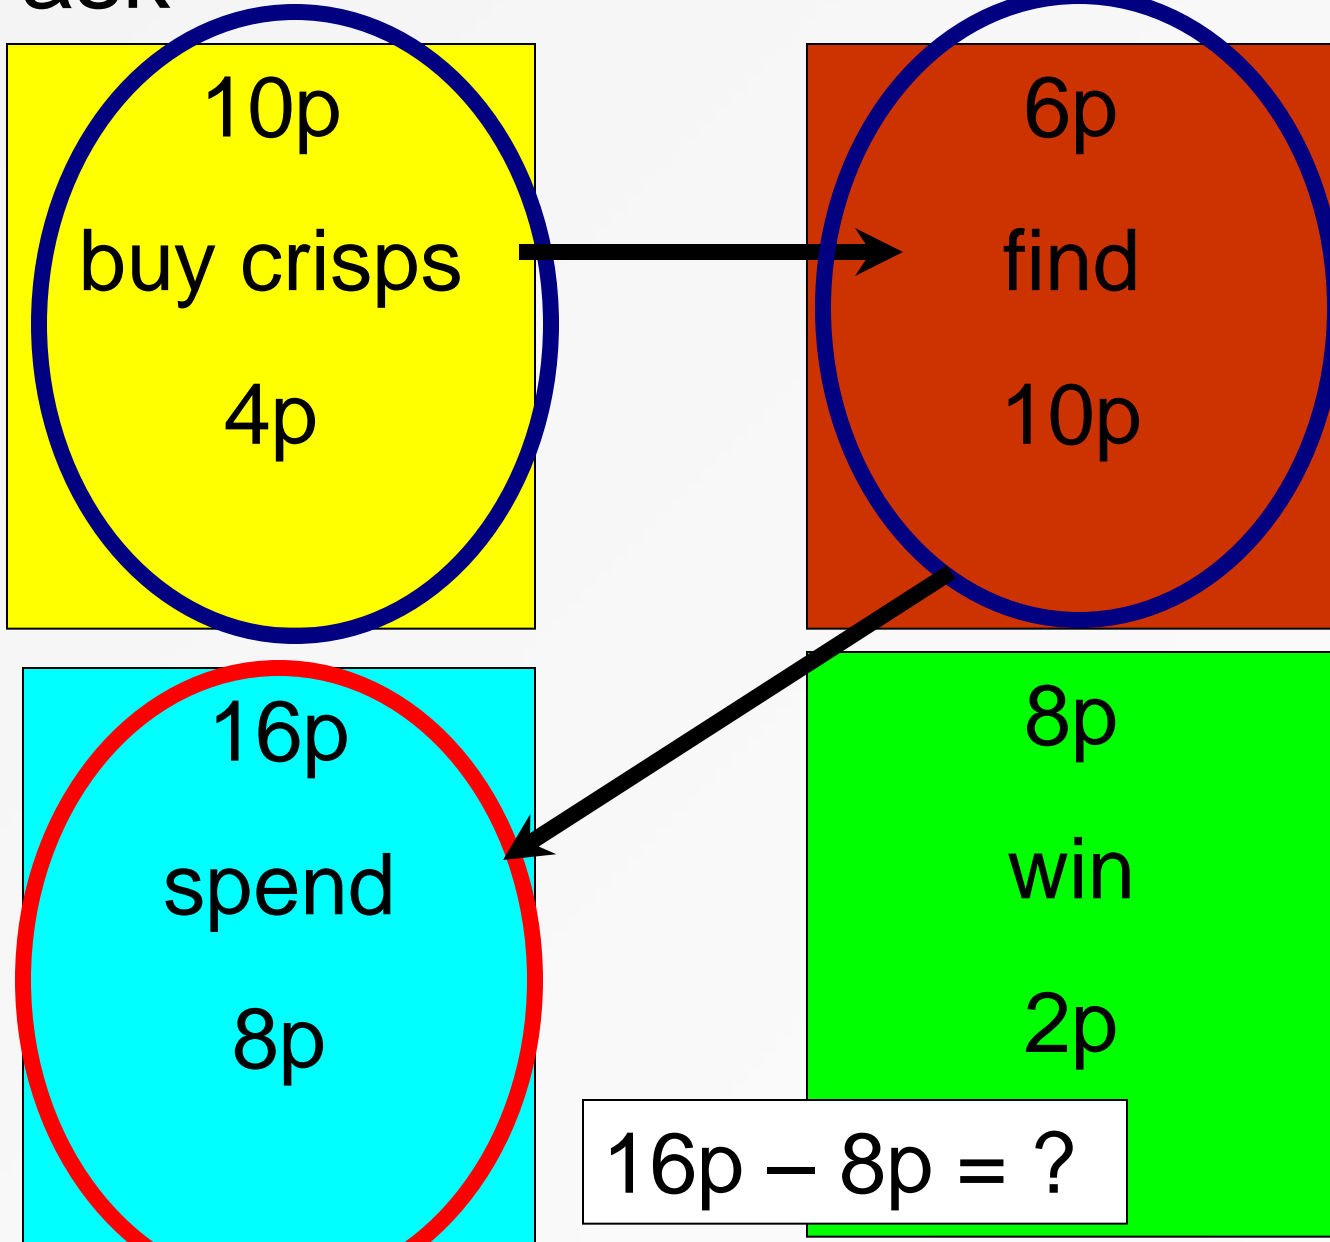 10p
buy crisps
4p
6p
find
10p
16p
spend
8p
8p
win
2p
16p – 8p = ?